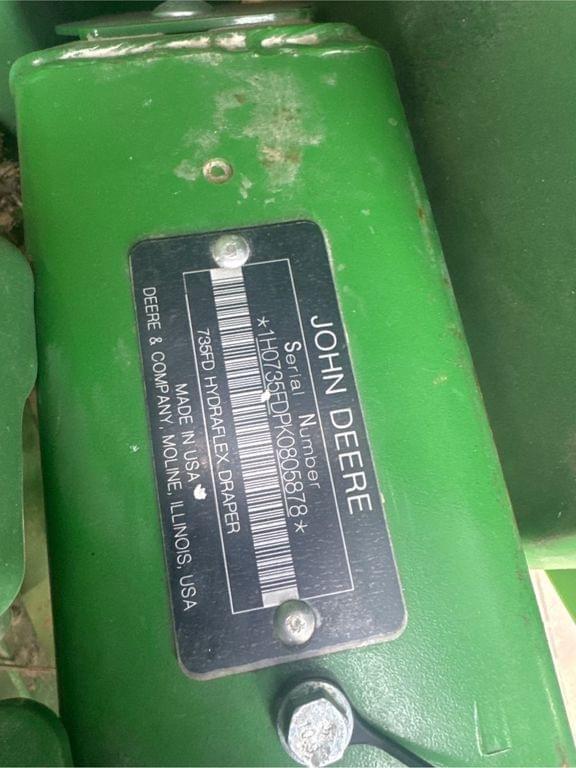 JOHN DEERE
Serial Number
*1H0735FDPK0805878*
735FD HYDRAFLEX DRAPER
MADE IN USA
DEERE & COMPANY, MOLINE, ILLINOIS, USA